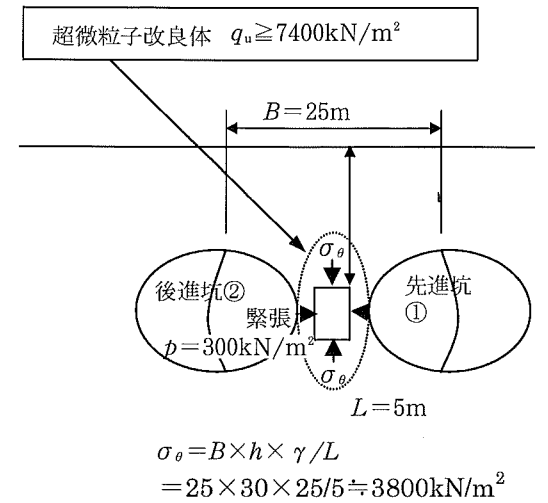 超微粒子改良体 qu≧7400kN/m²
B=25m
σθ
後進坑②
先進坑
①
緊張
p=300kN/m²
σθ
L=5m
σθ=B×h×γ/L
=25×30×25/5≒3800kN/m²